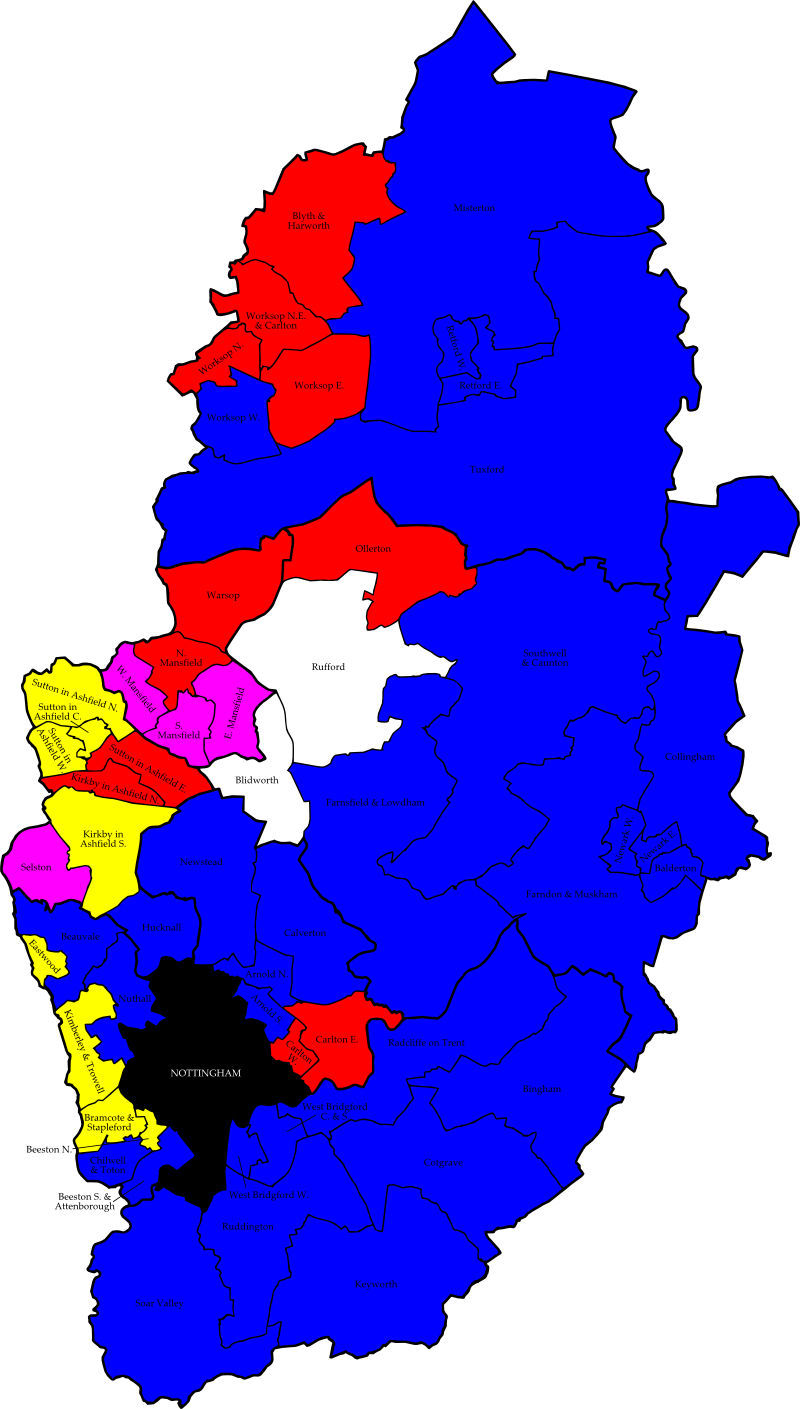 Misterton
Blyth &
Harworth
Worksop N.E.
& Carlton
Retford W.
Worksop N.
Retford E.
Worksop E.
Worksop W.
Tuxford
Ollerton
Warsop
Southwell
& Caunton
N.
Mansfield
Rufford
W. Mansfield
Sutton in Ashfield N.
E. Mansfield
Sutton in
Ashfield C.
S.
Mansfield
Sutton in
Ashfield W.
Collingham
Sutton in Ashfield E.
Blidworth
Kirkby in Ashfield N.
Farnsfield & Lowdham
Kirkby in
Ashfield S.
Newark W.
Newark E.
Selston
Newstead
Balderton
Farndon & Muskham
Hucknall
Beauvale
Calverton
Eastwood
Arnold N.
Nuthall
Arnold S.
Kimberley & Trowell
Carlton E.
Carlton
W.
Radcliffe on Trent
NOTTINGHAM
Bingham
West Bridgford
C. & S.
Bramcote &
Stapleford
Beeston N.
Chilwell
& Toton
Cotgrave
Beeston S. &
Attenborough
West Bridgford W.
Ruddington
Keyworth
Soar Valley